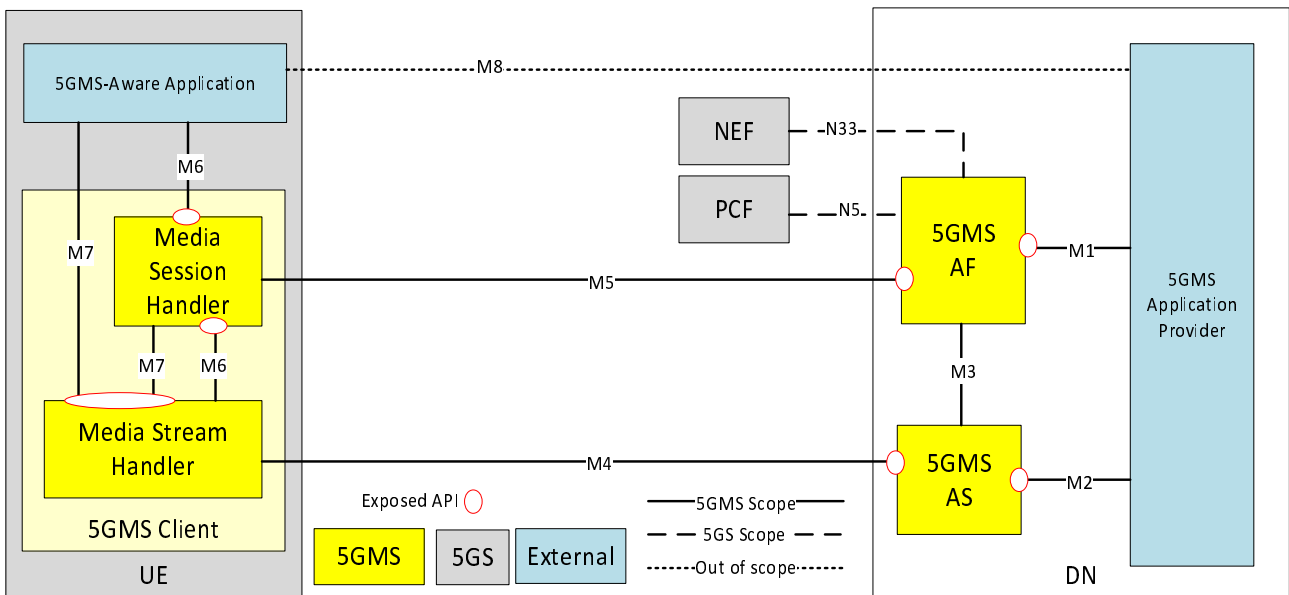 5GMS-Aware Application
M8
NEF
N33
M6
PCF
N5
Media
Session
Handler
M7
5GMS
AF
M1
M5
5GMS
Application
Provider
M7
M6
M3
Media Stream
Handler
M4
5GMS
AS
M2
Exposed API
5GMS Scope
5GMS Client
5GMS
5GS
External
5GS Scope
Out of scope
UE
DN